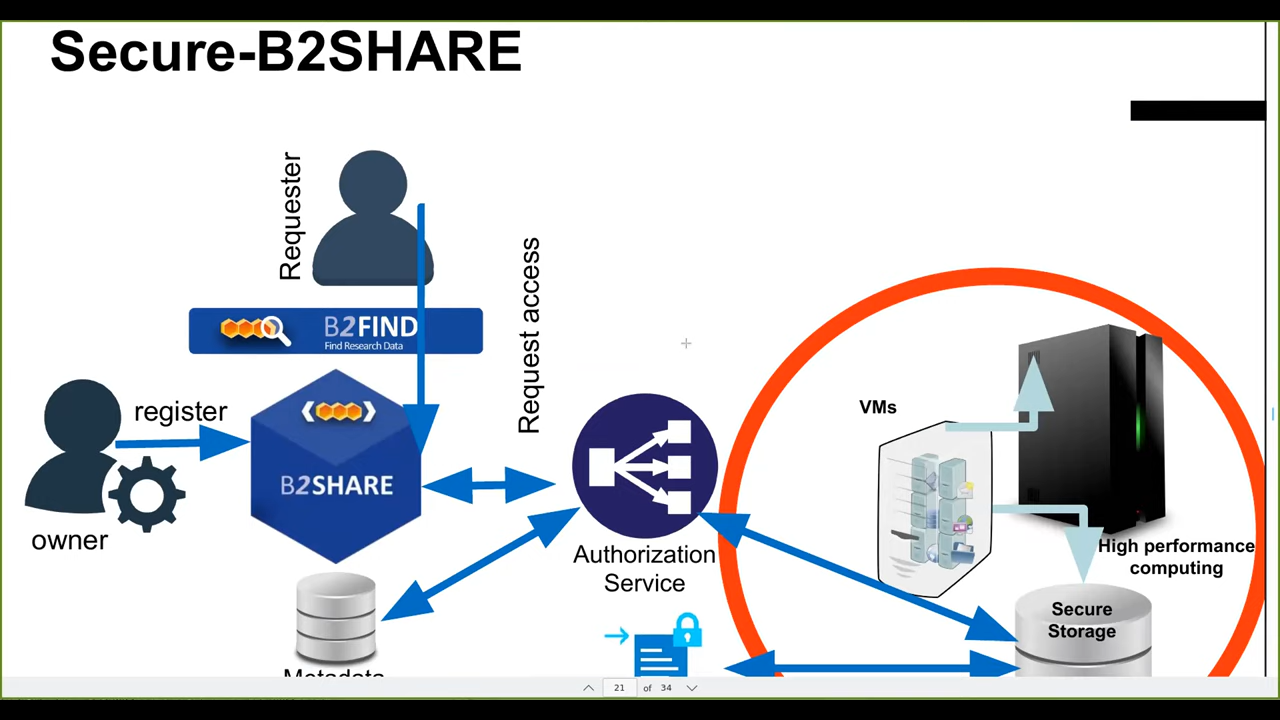 Secure-B2SHARE
Requester
Request access
B2FIND
Find Research Data
register
B2SHARE
owner
Authorization
Service
VMs
High performance
computing
Secure
Storage
Metadata
21 of 34